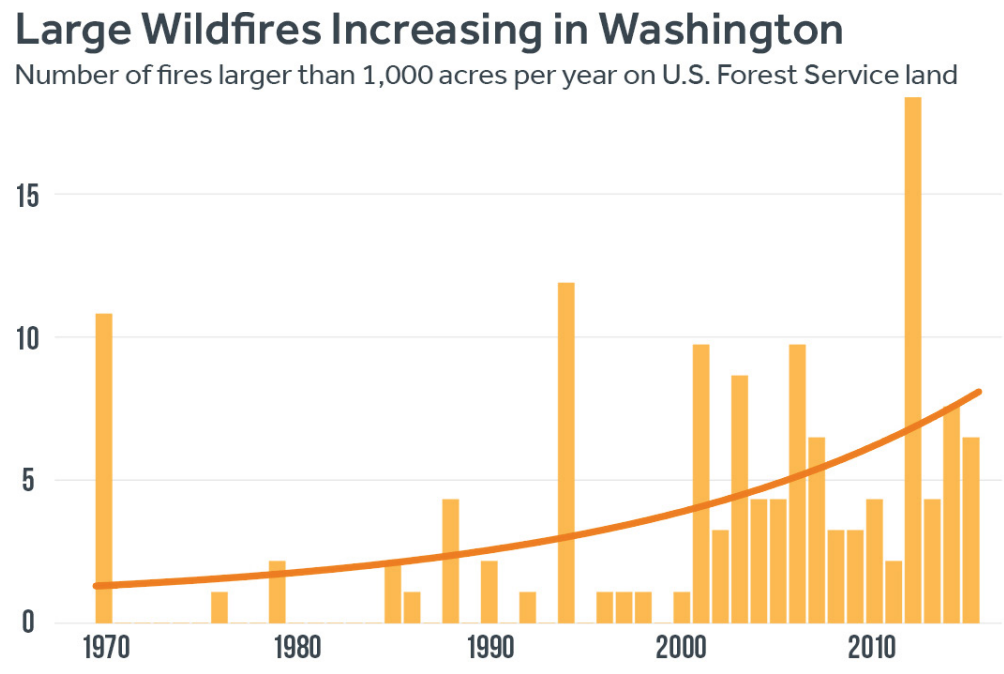 Large Wildfires Increasing in Washington
Number of fires larger than 1,000 acres per year on U.S. Forest Service land
15
10
5
0
1970 1980 1990 2000 2010